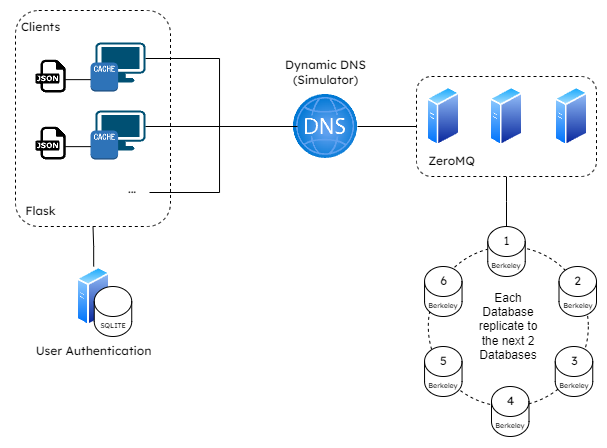 Clients
JSON
CACHE
JSON
CACHE
...
Flask
SQLITE
User Authentication
Dynamic DNS
(Simulator)
DNS
ZeroMQ
1
Berkeley
2
Berkeley
3
Berkeley
4
Berkeley
5
Berkeley
6
Berkeley
Each
Database
replicate to
the next 2
Databases